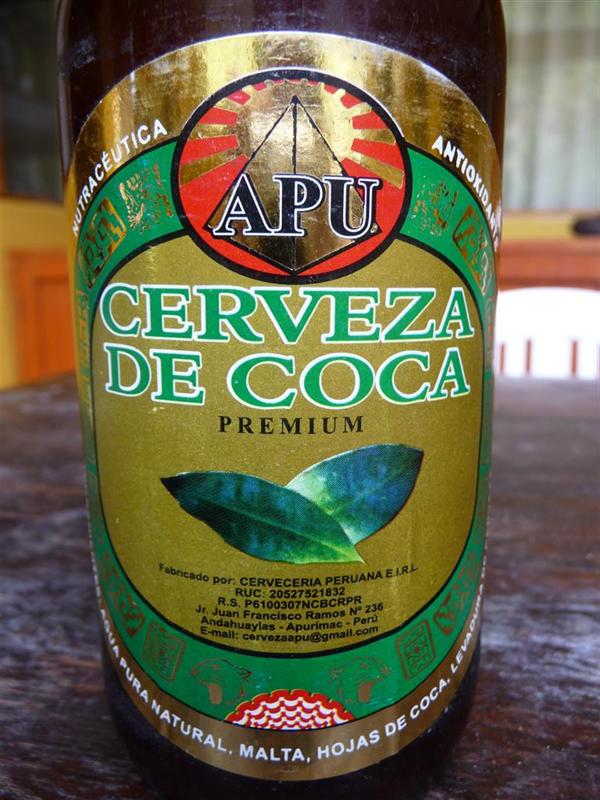 NUTRACÉUTICA
APU
CERVEZA
DE COCA
PREMIUM
Fabricado por: CERVECERIA PERUANA E.I.R.L.
RUC: 20527521832
R.S. P6100307NCBCRPR
Jr. Juan Francisco Ramos Nº 236
Andahuaylas - Apurímac - Perú
E-mail: cervezaapu@gmail.com
AGUA PURA NATURAL, MALTA, HOJAS DE COCA, LEVADURA